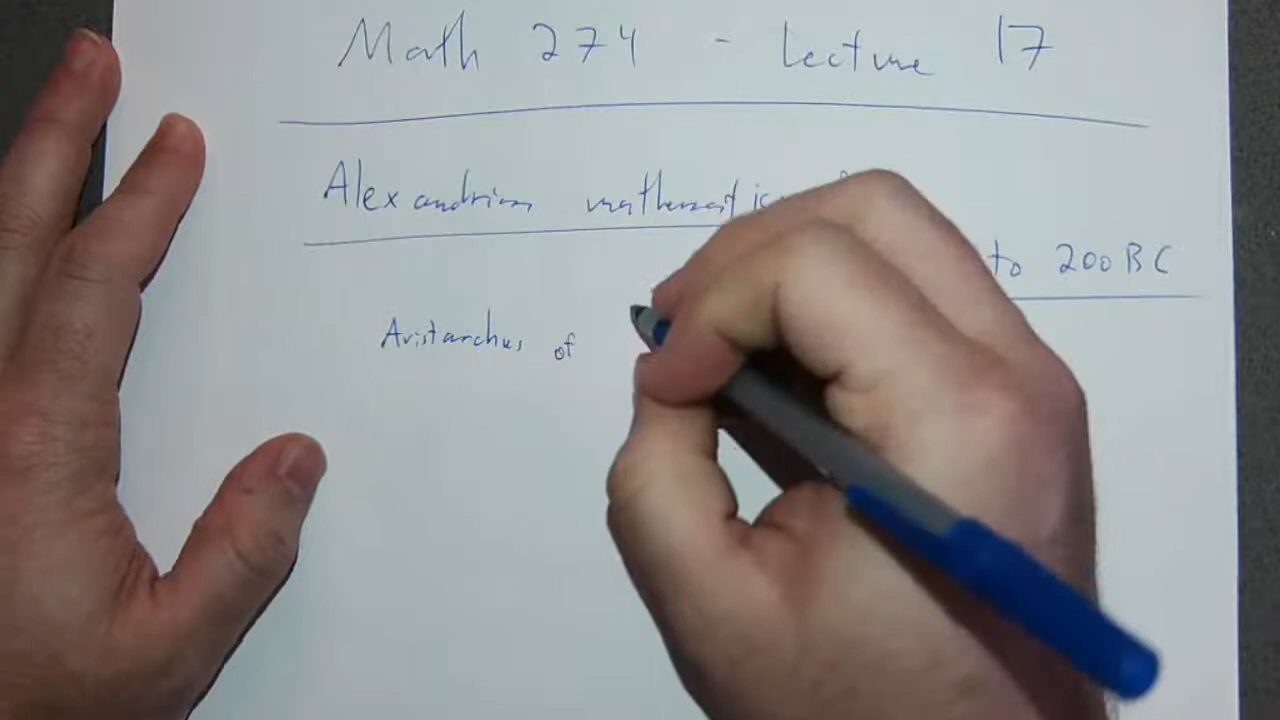 Math 274 - Lecture 17
Alexandrian
to 200 BC
Aristarchus of